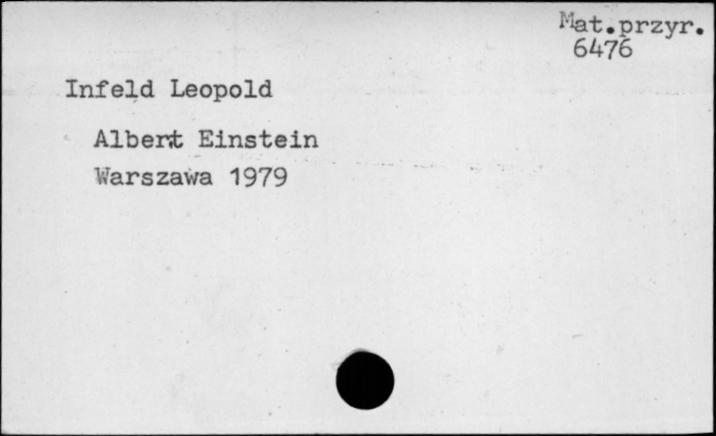 Mat.przyr.
6476
Infeld Leopold
Albert Einstein
Warszawa 1979